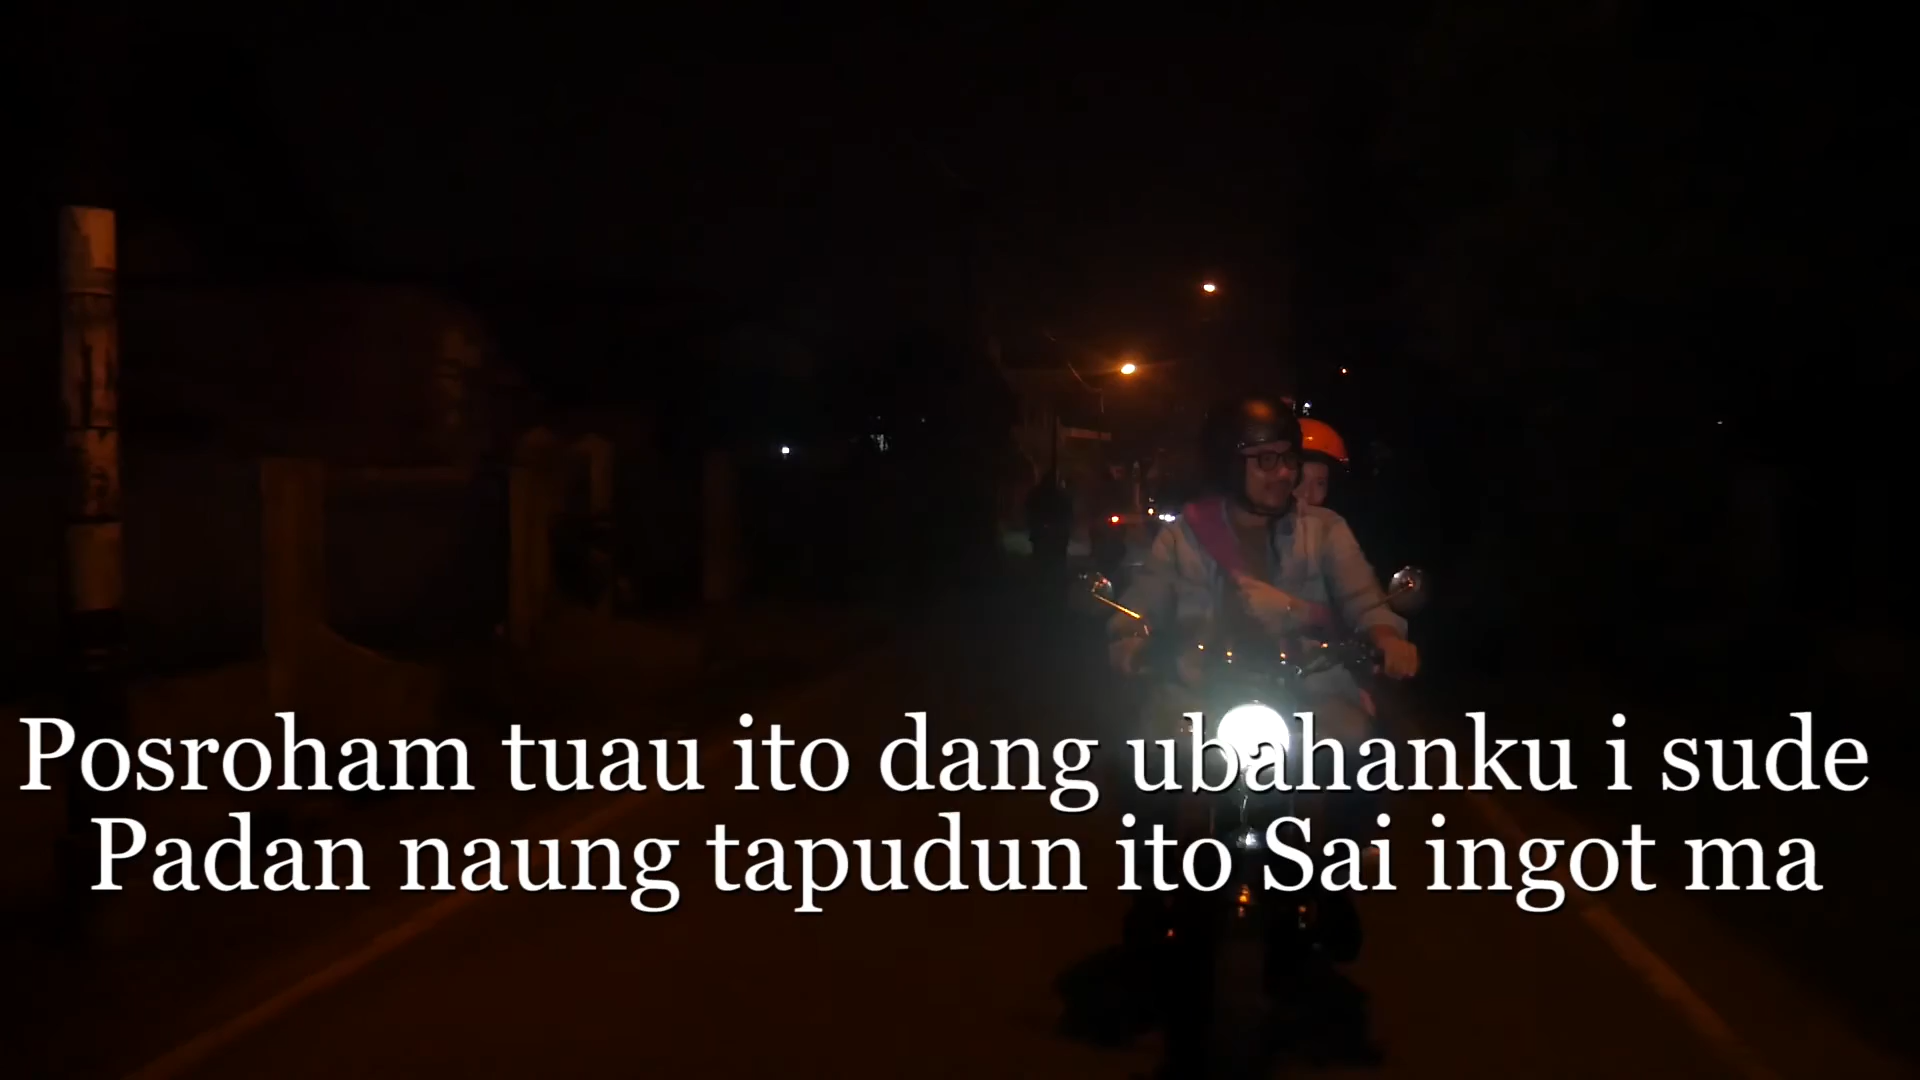 Posroham tuau ito dang ubahanku i sude
Padan naung tapudun ito Sai ingot ma